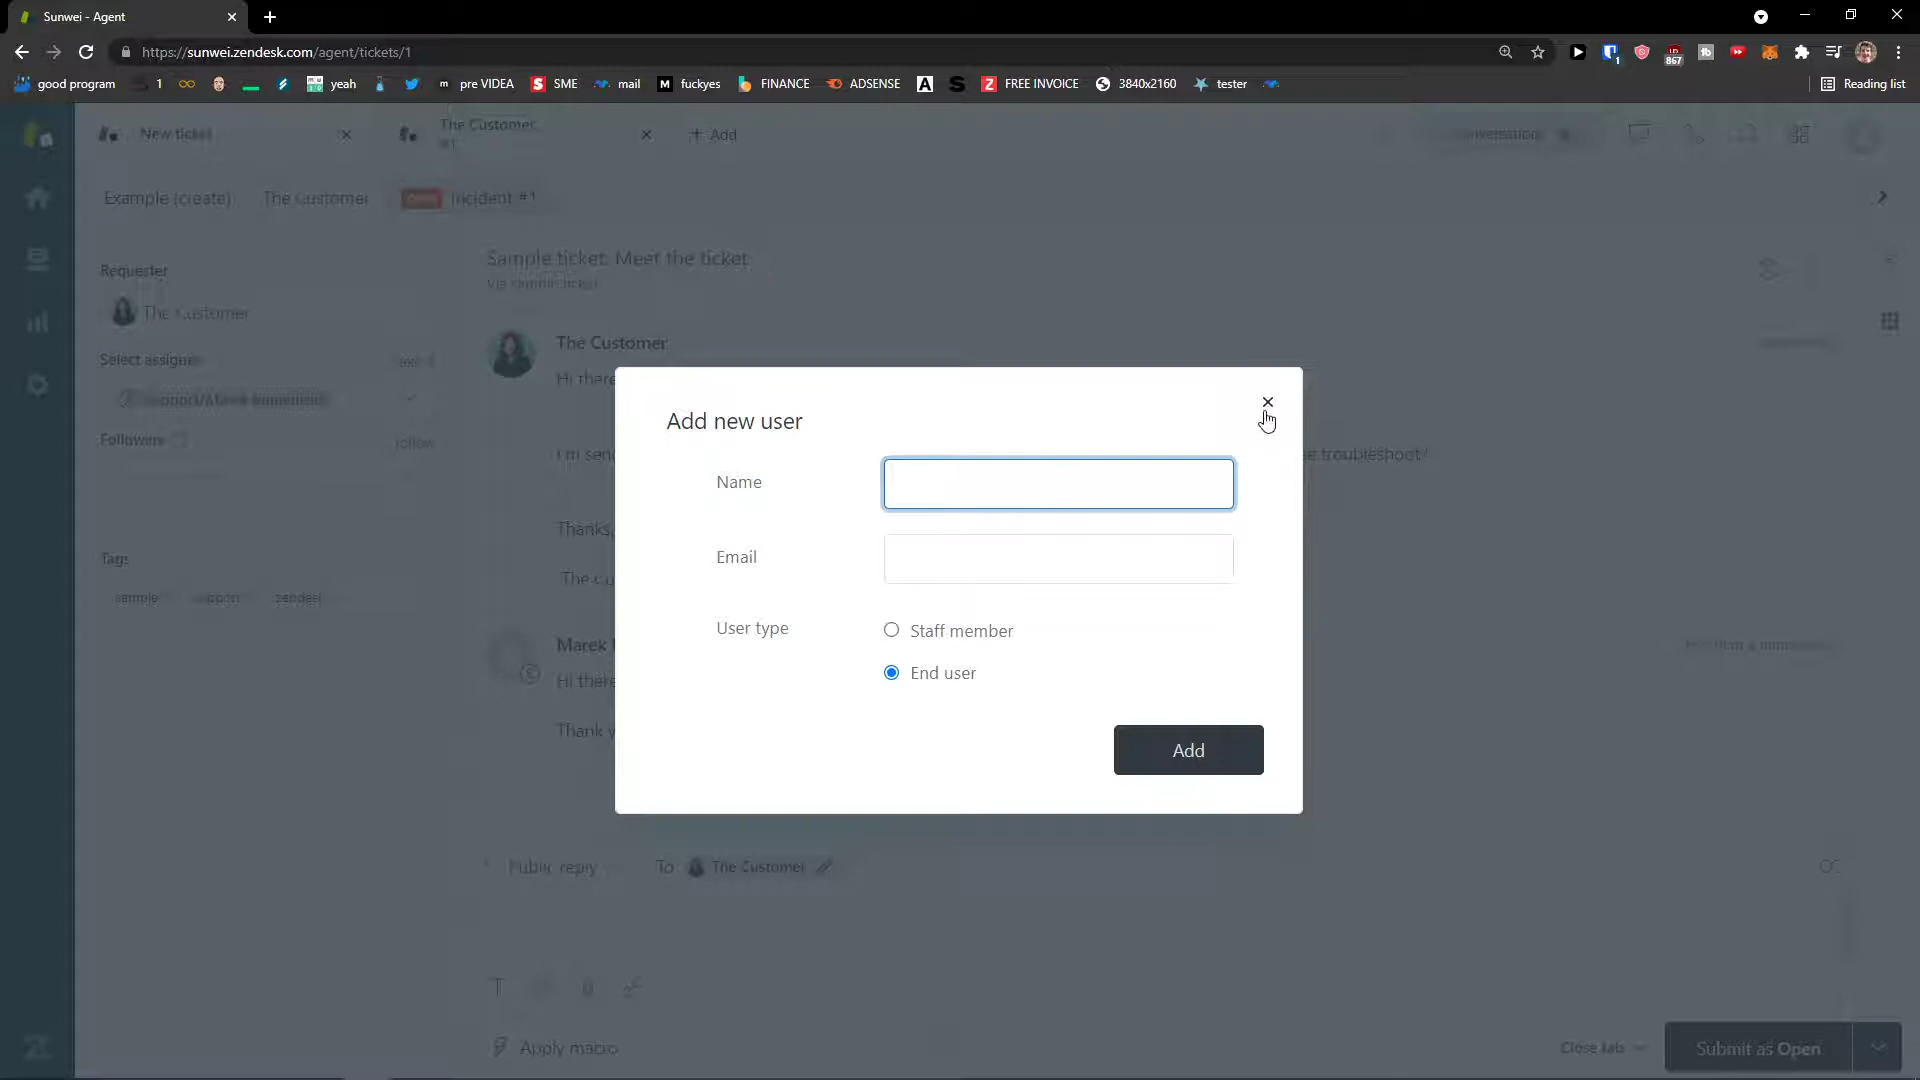 Sunwei - Agent
https://sunwei.zendesk.com/agent/tickets/1
1
867
good program
1
yeah
pre VIDEA
SME
mail
fuckyes
FINANCE
ADSENSE
FREE INVOICE
3840x2160
tester
Reading list
New ticket
The Customer
#1
+ Add
Conversations
Example (create)
The Customer
Open
Incident #1
Sample ticket: Meet the ticket
Via sample ticket
Requester
The Customer
Select assignee
The Customer
Hi there
Followers
follow
I'm sen
e troubleshoot?
Thanks,
The Cu
Tags
sample
support
zendesk
Marek
Hi there
Thank y
Add new user
Name
Email
User type
Staff member
End user
Add
Public reply
To
The Customer
CC
T
Apply macro
Close tab
Submit as Open